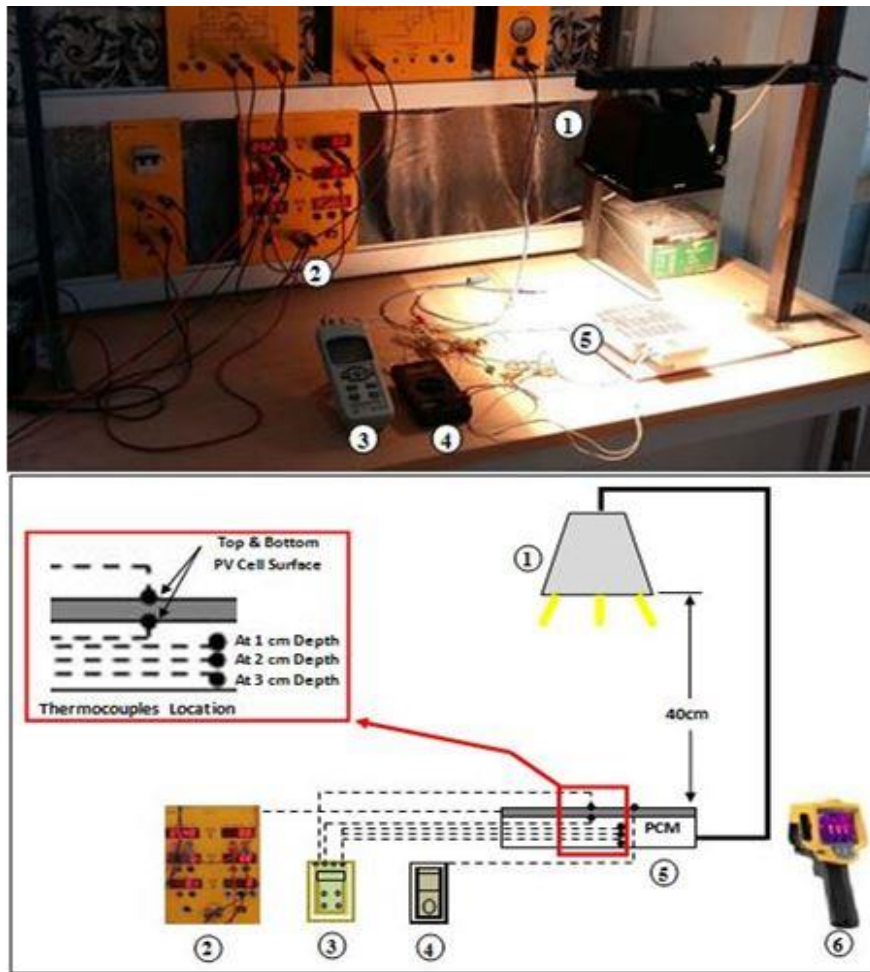 1
2
5
3
4
Top & Bottom
PV Cell Surface
At 1 cm Depth
At 2 cm Depth
At 3 cm Depth
Thermocouples Location
1
40cm
PCM
5
2
3
4
6